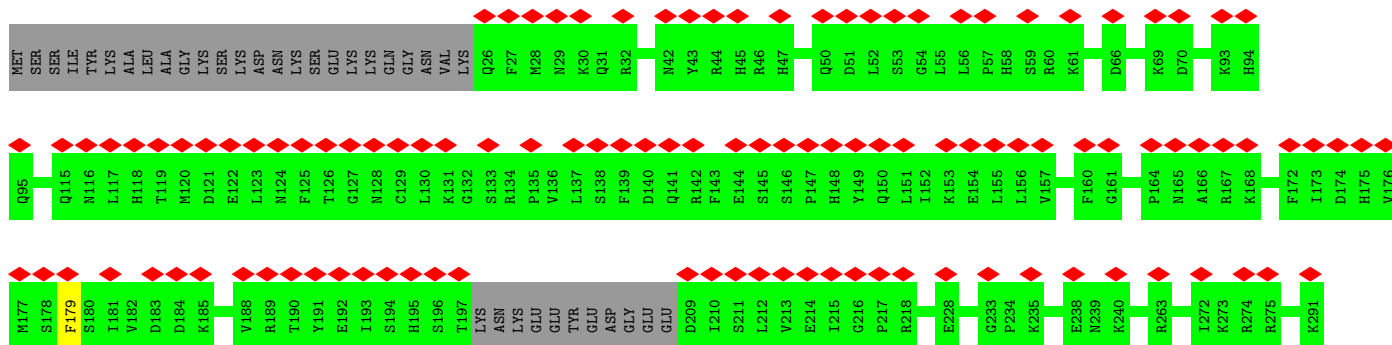 MET SER SER ILE TYR LYS ALA LEU ALA GLY LYS SER LYS ASP ASN LYS SER GLU LYS LYS GLN GLY ASN VAL LYS Q26 F27 M28 N29 K30 Q31 R32 N42 Y43 R44 H45 R46 H47 Q50 D51 L52 S53 G54 L55 L56 P57 H58 S59 R60 K61 D66 K69 D70 K93 H94
Q95 Q115 N116 L117 H118 T119 M120 D121 E122 L123 N124 F125 T126 G127 N128 C129 L130 K131 G132 S133 R134 P135 V136 L137 S138 F139 D140 Q141 R142 F143 E144 S145 S146 P147 H148 Y149 Q150 L151 I152 K153 E154 L155 L156 V157 F160 G161 P164 N165 A166 R167 K168 F172 I173 D174 H175 V176
M177 S178 F179 S180 I181 V182 D183 D184 K185 V188 R189 T190 Y191 E192 I193 S194 H195 S196 T197 LYS ASN LYS GLU GLU TYR GLU ASP GLY GLU GLU D209 I210 S211 L212 V213 E214 I215 G216 P217 R218 E228 G233 P234 K235 E238 N239 K240 R263 I272 K273 R274 R275 K291